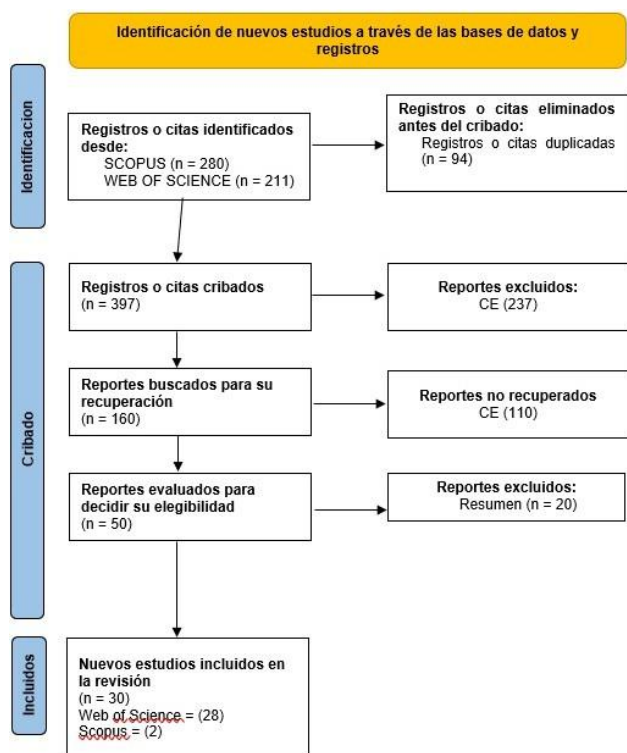 Identificación de nuevos estudios a través de las bases de datos y
registros
Identificacion
Registros o citas identificados
desde:
SCOPUS (n = 280)
WEB OF SCIENCE (n = 211)
Registros o citas eliminados
antes del cribado:
Registros o citas duplicadas
(n = 94)
Cribado
Registros o citas cribados
(n = 397)
Reportes excluidos:
CE (237)
Reportes buscados para su
recuperación
(n = 160)
Reportes no recuperados
CE (110)
Reportes evaluados para
decidir su elegibilidad
(n = 50)
Reportes excluidos:
Resumen (n = 20)
Incluidos
Nuevos estudios incluidos en
la revisión
(n = 30)
Web of Science = (28)
Scopus = (2)